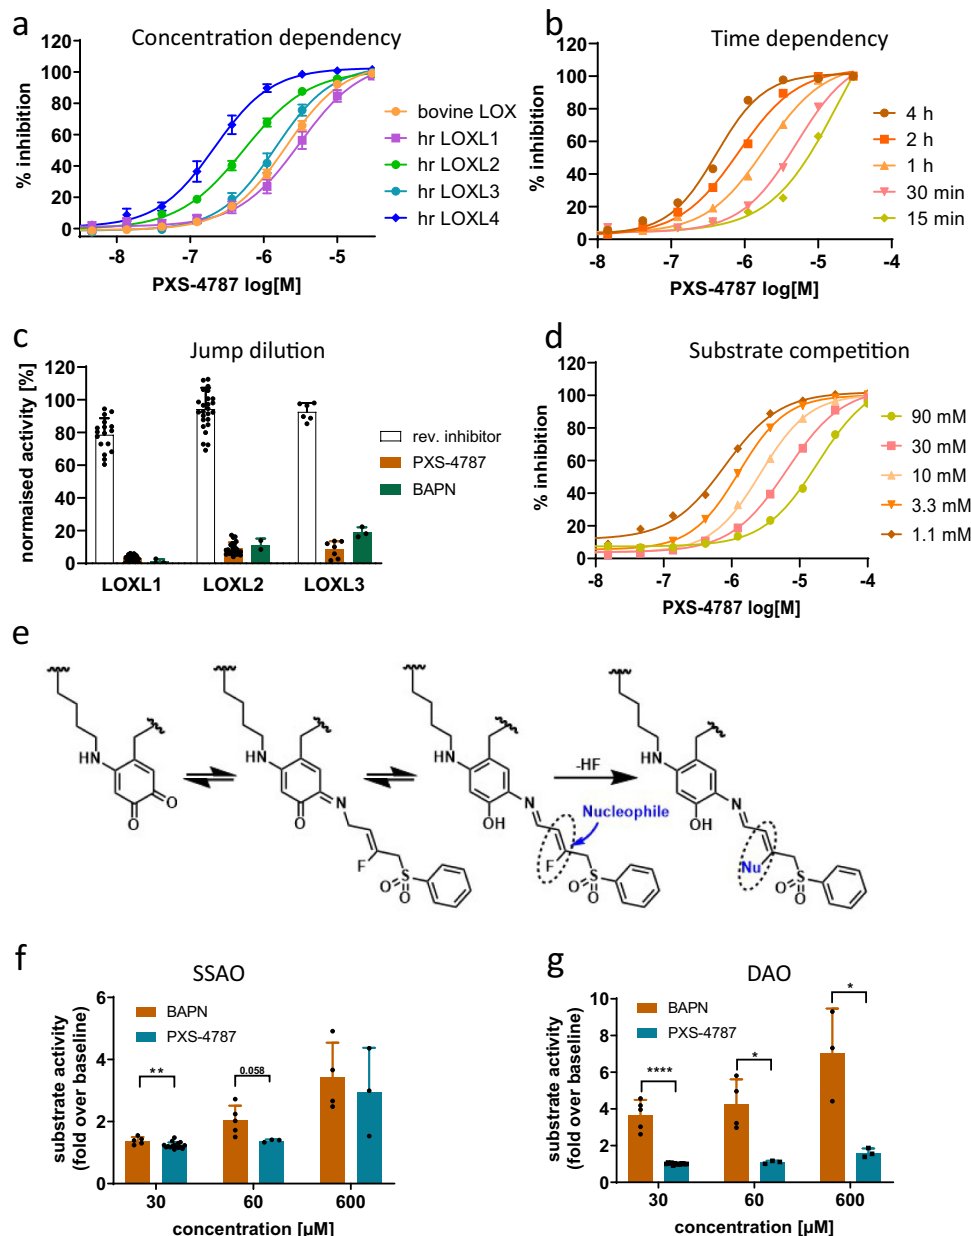 a
Concentration dependency
% inhibition
120
100
80
60
40
20
0
-8
-7
-6
-5
PXS-4787 log[M]
bovine LOX
hr LOXL1
hr LOXL2
hr LOXL3
hr LOXL4
b
Time dependency
% inhibition
120
100
80
60
40
20
0
-8
-7
-6
-5
-4
PXS-4787 log[M]
4 h
2 h
1 h
30 min
15 min
c
Jump dilution
normaised activity [%]
120
100
80
60
40
20
0
LOXL1
LOXL2
LOXL3
rev. inhibitor
PXS-4787
BAPN
d
Substrate competition
% inhibition
120
100
80
60
40
20
0
-8
-7
-6
-5
-4
PXS-4787 log[M]
90 mM
30 mM
10 mM
3.3 mM
1.1 mM
e
HN
O
O
HN
O
N
F
S
O
O
HN
OH
N
F
S
O
O
Nucleophile
-HF
HN
OH
N
Nu
S
O
O
f
SSAO
substrate activity
(fold over baseline)
6
4
2
0
BAPN
PXS-4787
**
0.058
30
60
600
concentration [µM]
g
DAO
substrate activity
(fold over baseline)
10
8
6
4
2
0
BAPN
PXS-4787
****
*
*
30
60
600
concentration [µM]